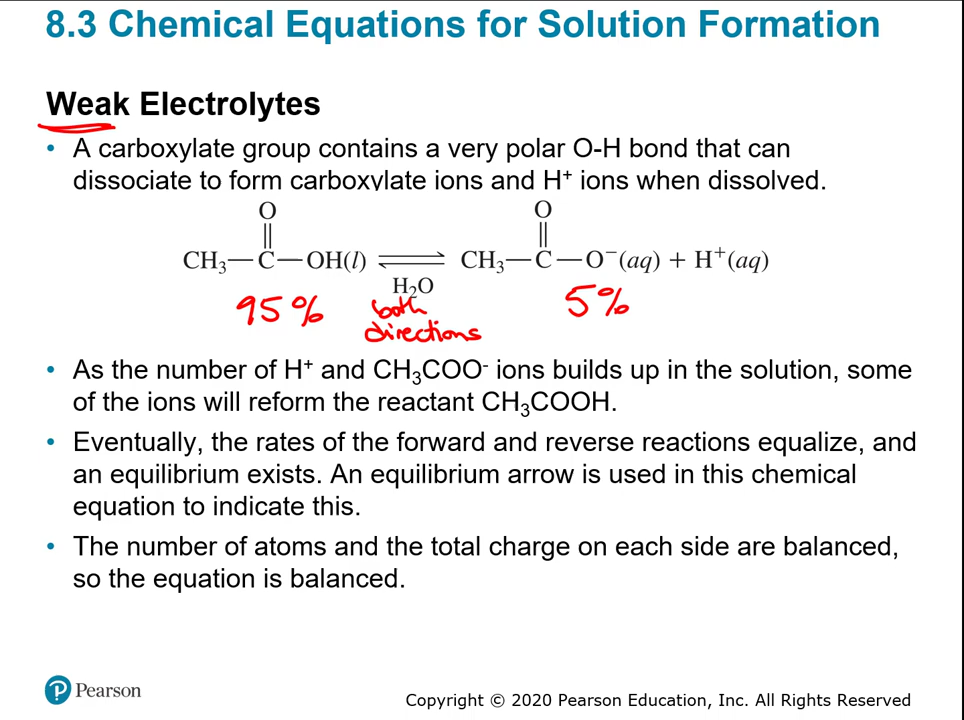 8.3 Chemical Equations for Solution Formation
Weak Electrolytes
• A carboxylate group contains a very polar O-H bond that can
dissociate to form carboxylate ions and H⁺ ions when dissolved.
O O
|| ||
CH₃—C—OH(l) ⇌ CH₃—C—O⁻(aq) + H⁺(aq)
H₂O
95% both 5%
directions
• As the number of H⁺ and CH₃COO⁻ ions builds up in the solution, some
of the ions will reform the reactant CH₃COOH.
• Eventually, the rates of the forward and reverse reactions equalize, and
an equilibrium exists. An equilibrium arrow is used in this chemical
equation to indicate this.
• The number of atoms and the total charge on each side are balanced,
so the equation is balanced.
P Pearson
Copyright © 2020 Pearson Education, Inc. All Rights Reserved